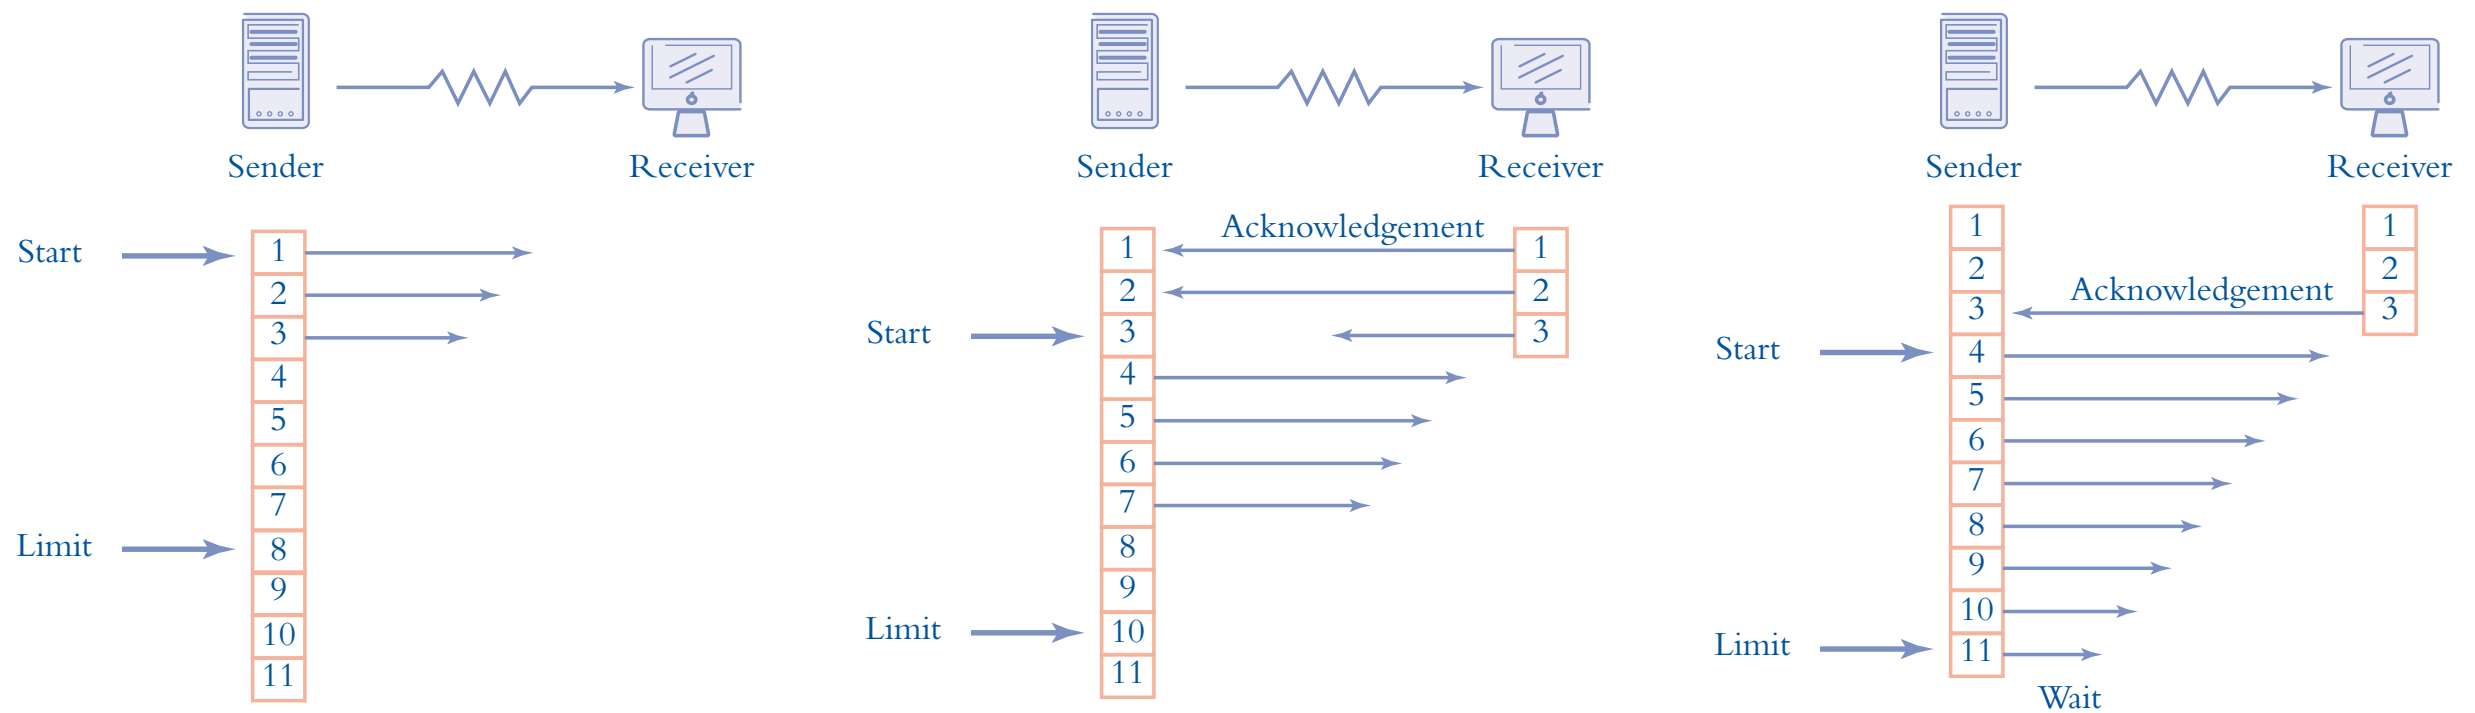 Sender Receiver
Start
1
2
3
4
5
6
7
Limit
8
9
10
11
Sender Receiver
Acknowledgement
1 1
2 2
Start
3 3
4
5
6
7
8
9
Limit
10
11
Sender Receiver
1 1
2 2
Acknowledgement
3 3
Start
4
5
6
7
8
9
10
Limit
11
Wait